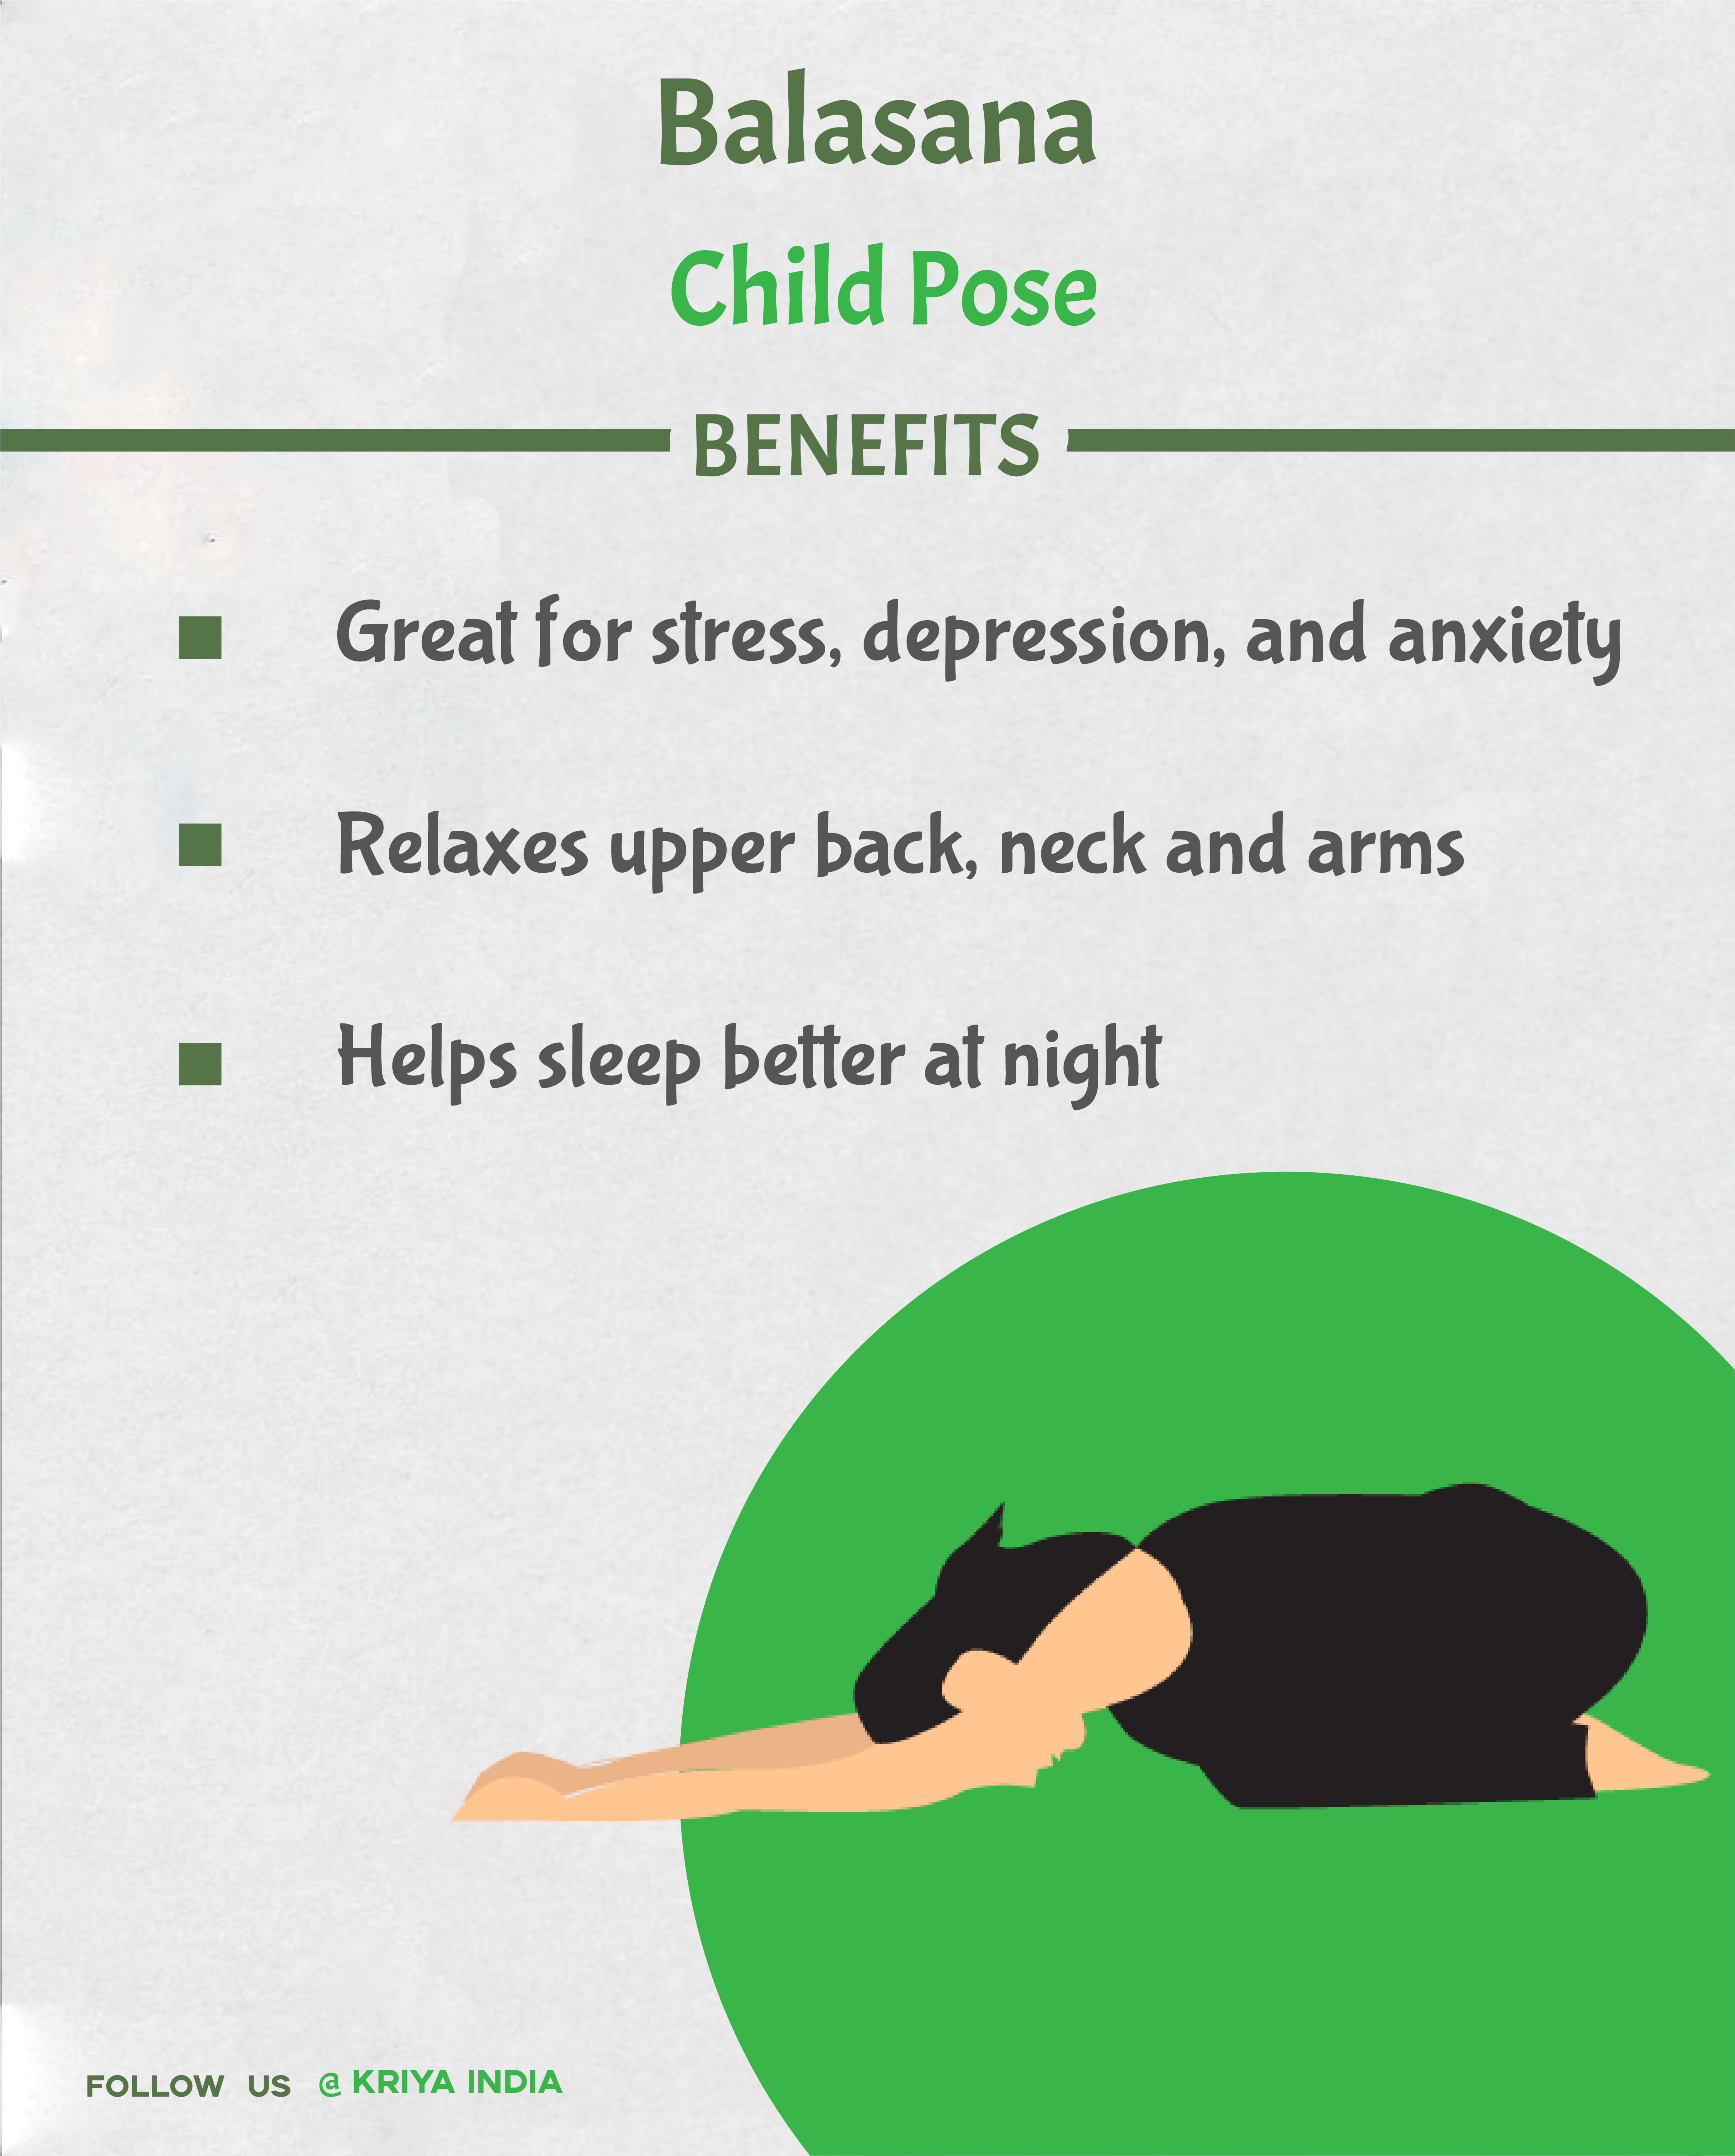 Balasana
Child Pose
BENEFITS
Great for stress, depression, and anxiety
Relaxes upper back, neck and arms
Helps sleep better at night
FOLLOW US @ KRIYA INDIA